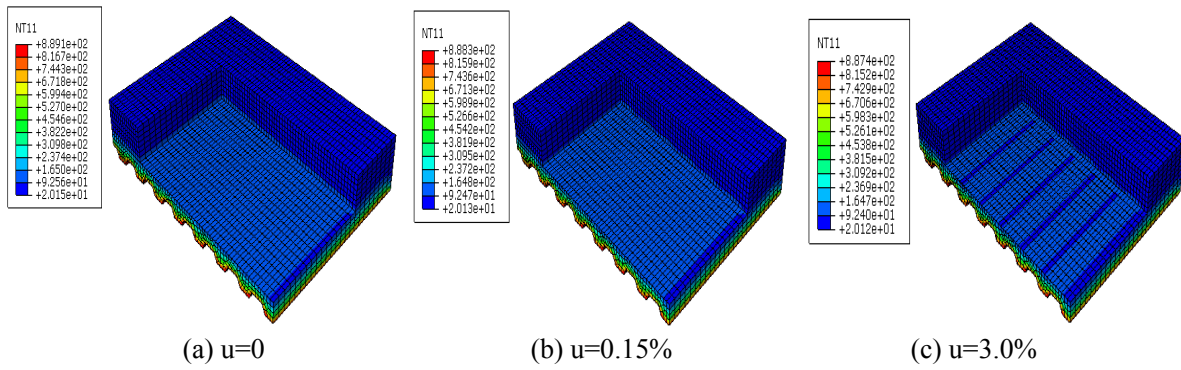 NT11
+8.891e+02
+8.167e+02
+7.443e+02
+6.718e+02
+5.994e+02
+5.270e+02
+4.546e+02
+3.822e+02
+3.098e+02
+2.374e+02
+1.650e+02
+9.256e+01
+2.015e+01
(a) u=0
NT11
+8.883e+02
+8.159e+02
+7.436e+02
+6.713e+02
+5.989e+02
+5.266e+02
+4.542e+02
+3.819e+02
+3.095e+02
+2.372e+02
+1.648e+02
+9.247e+01
+2.013e+01
(b) u=0.15%
NT11
+8.874e+02
+8.152e+02
+7.429e+02
+6.706e+02
+5.983e+02
+5.261e+02
+4.538e+02
+3.815e+02
+3.092e+02
+2.369e+02
+1.647e+02
+9.240e+01
+2.012e+01
(c) u=3.0%